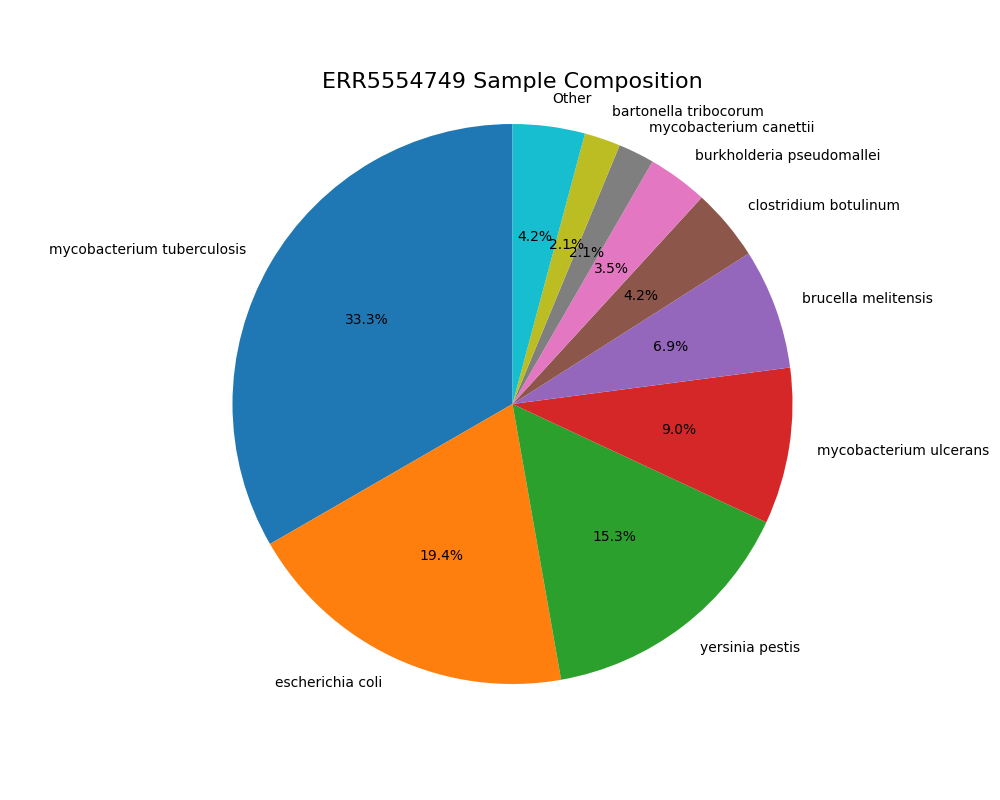 ERR5554749 Sample Composition
Other
bartonella tribocorum
mycobacterium canettii
burkholderia pseudomallei
clostridium botulinum
brucella melitensis
mycobacterium ulcerans
yersinia pestis
escherichia coli
mycobacterium tuberculosis
4.2%
2.1%
2.1%
3.5%
4.2%
6.9%
9.0%
15.3%
19.4%
33.3%